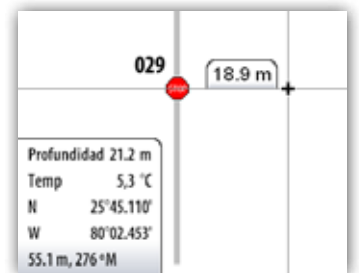 029
18.9 m
STOP
Profundidad 21.2 m
Temp 5,3 °C
N 25°45.110'
W 80°02.453'
55.1 m, 276 °M